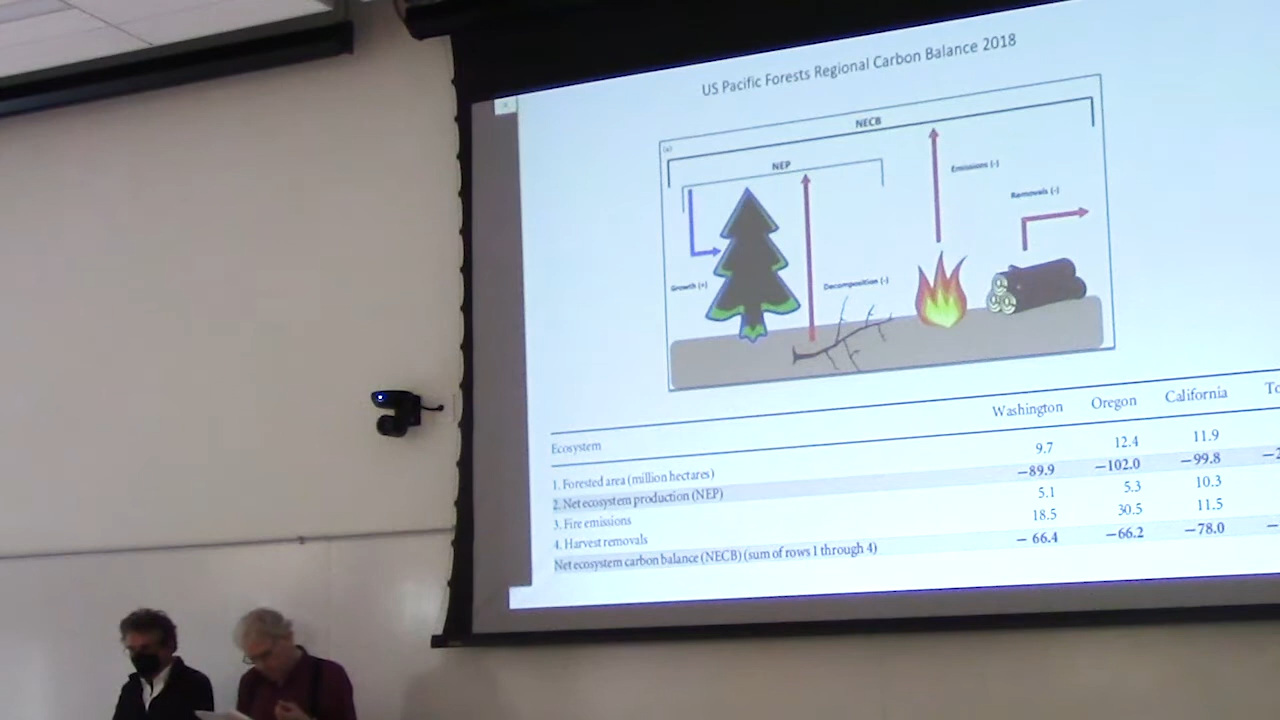 US Pacific Forests Regional Carbon Balance 2018
(a)
NECB
NEP
Emissions (-)
Removals (-)
Growth (+)
Decomposition (-)
Ecosystem Washington Oregon California
1. Forested area (million hectares) 9.7 12.4 11.9
2. Net ecosystem production (NEP) −89.9 −102.0 −99.8
3. Fire emissions 5.1 5.3 10.3
4. Harvest removals 18.5 30.5 11.5
Net ecosystem carbon balance (NECB) (sum of rows 1 through 4) − 66.4 −66.2 −78.0